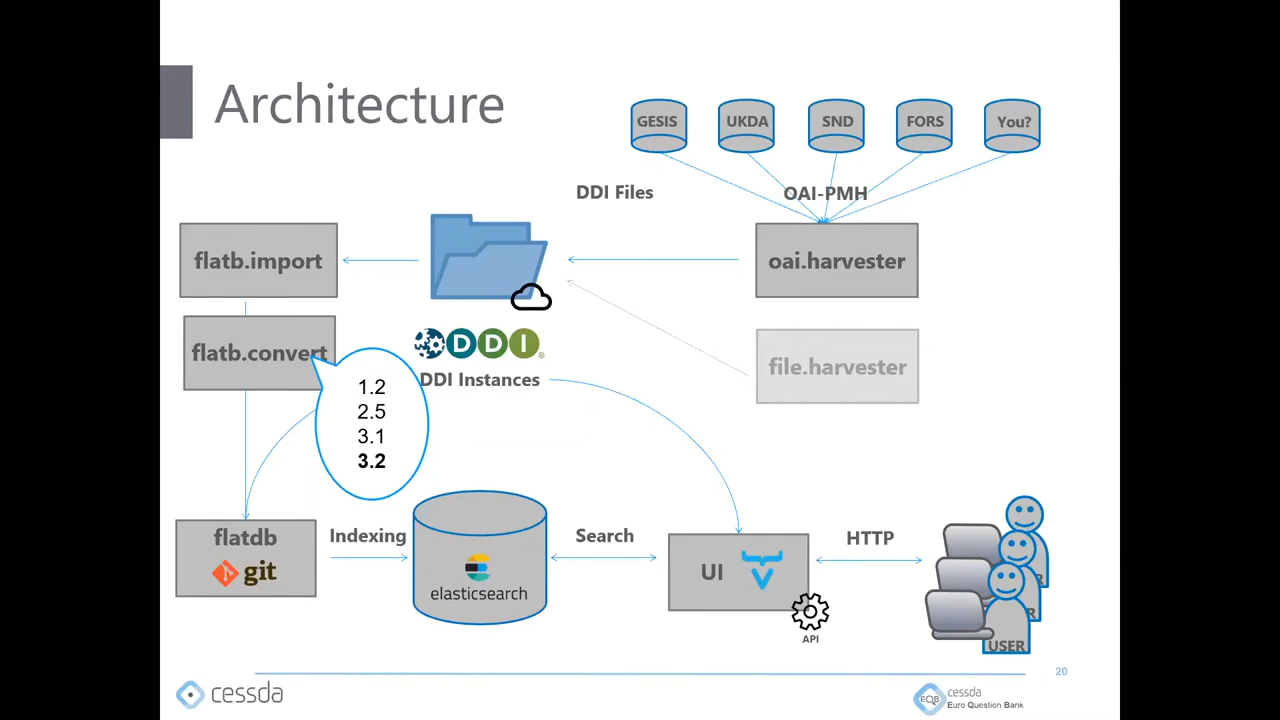 Architecture
GESIS
UKDA
SND
FORS
You?
DDI Files
OAI-PMH
flatb.import
oai.harvester
flatb.convert
DDI®
DDI Instances
file.harvester
1.2
2.5
3.1
3.2
flatdb
git
Indexing
elasticsearch
Search
UI
API
HTTP
R
R
USER
20
cessda
EQB
cessda
Euro Question Bank